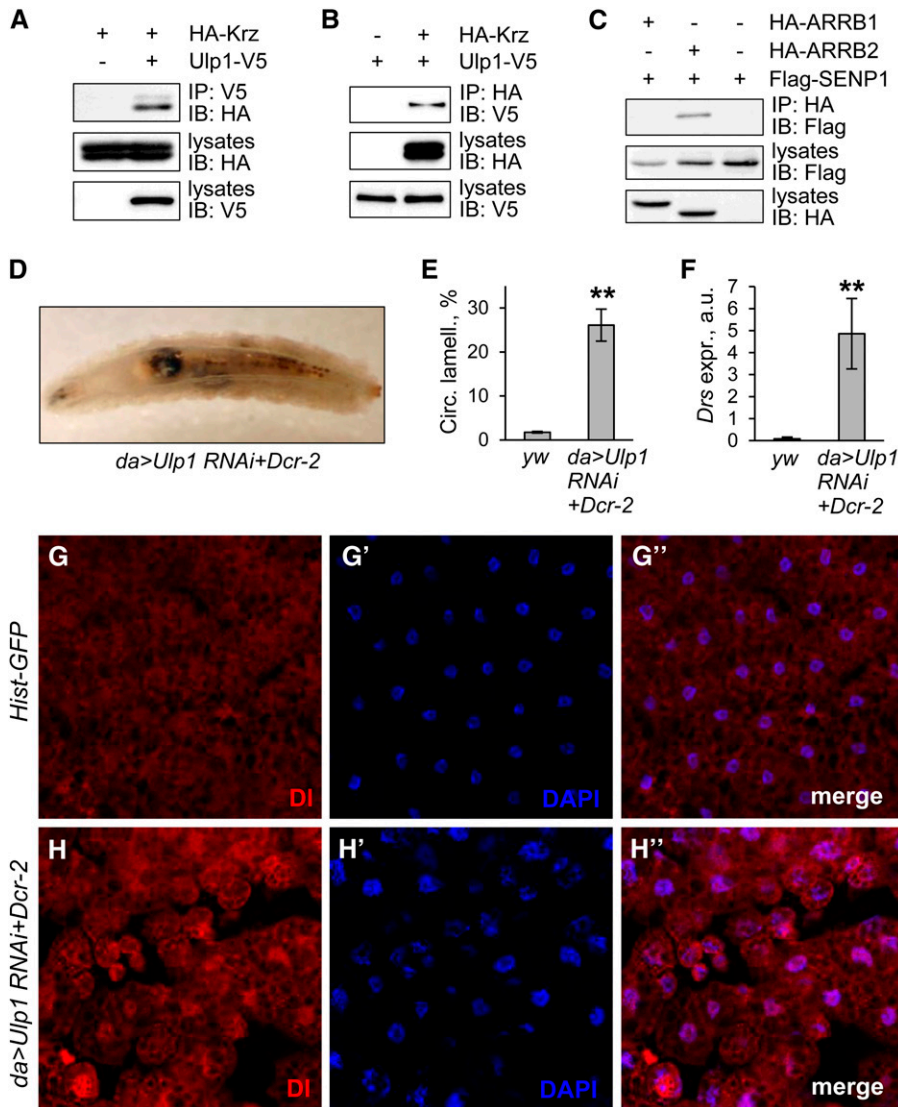 A
+ + HA-Krz
- + Ulp1-V5
IP: V5
IB: HA
lysates
IB: HA
lysates
IB: V5
B
- + HA-Krz
+ + Ulp1-V5
IP: HA
IB: V5
lysates
IB: HA
lysates
IB: V5
C
+ - - HA-ARRB1
- + - HA-ARRB2
+ + + Flag-SENP1
IP: HA
IB: Flag
lysates
IB: Flag
lysates
IB: HA
D
da>Ulp1 RNAi+Dcr-2
E
Circ. lamell., %
30
20
10
0
**
yw da>Ulp1
RNAi
+Dcr-2
F
Drs expr., a.u.
7
6
5
4
3
2
1
0
**
yw da>Ulp1
RNAi
+Dcr-2
Hist-GFP
G
Dl
G'
DAPI
G''
merge
da>Ulp1 RNAi+Dcr-2
H
Dl
H'
DAPI
H''
merge